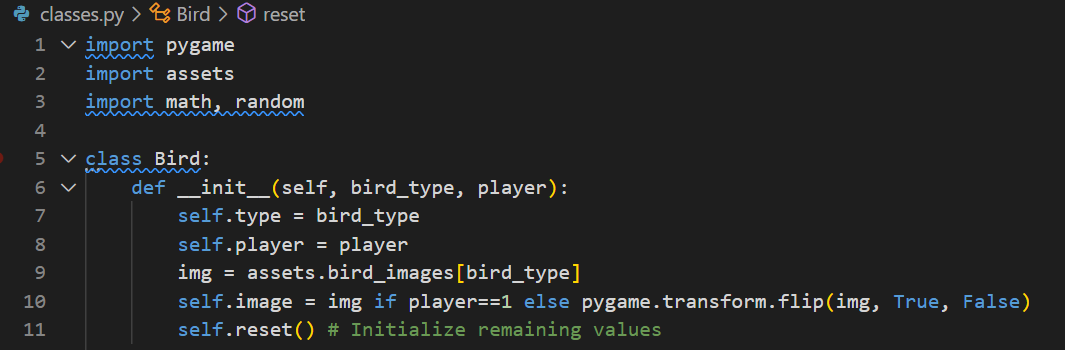 classes.py > Bird > reset
1 import pygame
2 import assets
3 import math, random
4
5 class Bird:
6     def __init__(self, bird_type, player):
7         self.type = bird_type
8         self.player = player
9         img = assets.bird_images[bird_type]
10         self.image = img if player==1 else pygame.transform.flip(img, True, False)
11         self.reset() # Initialize remaining values